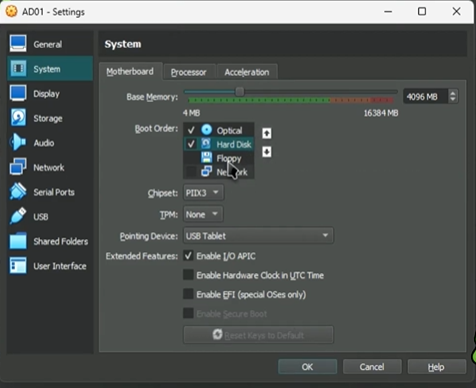 AD01 - Settings
General
System
Display
Storage
Audio
Network
Serial Ports
USB
Shared Folders
User Interface
System
Motherboard Processor Acceleration
Base Memory: 4096 MB
4 MB 16384 MB
Boot Order: Optical
Hard Disk
Floppy
Network
Chipset: PIIX3
TPM: None
Pointing Device: USB Tablet
Extended Features: Enable I/O APIC
Enable Hardware Clock in UTC Time
Enable EFI (special OSes only)
Enable Secure Boot
Reset Keys to Default
OK Cancel Help